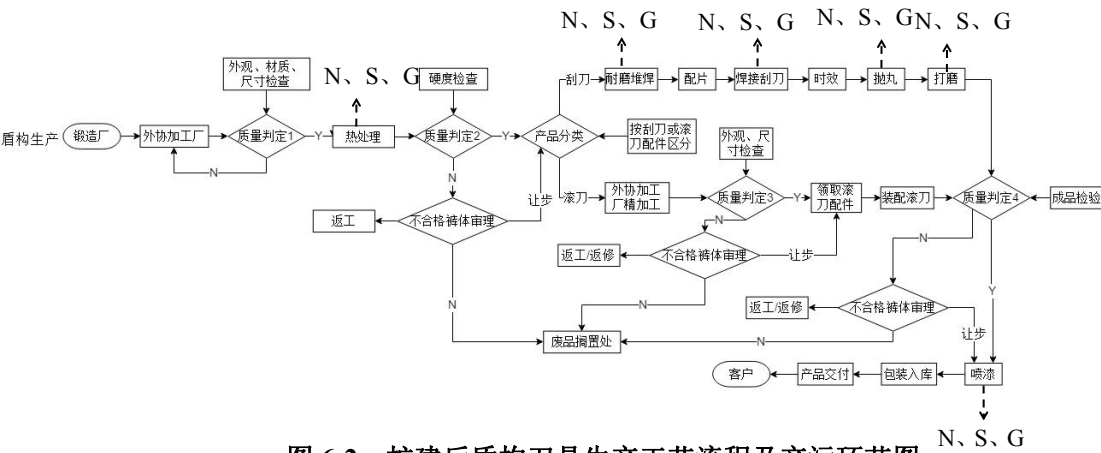 N、S、G
N、S、G
N、S、G
N、S、G
外观、材质、
尺寸检查
N、S、G
硬度检查
刮刀
耐磨堆焊
配片
焊接刮刀
时效
抛丸
打磨
盾构生产
锻造厂
外协加工厂
质量判定1
Y
热处理
质量判定2
Y
产品分类
按刮刀或滚
刀配件区分
外观、尺
寸检查
N
N
让步
滚刀
外协加工
厂精加工
质量判定3
Y
领取滚
刀配件
装配滚刀
质量判定4
成品检验
返工
不合格裤体审理
N
N
返工/返修
不合格裤体审理
让步
N
N
Y
返工/返修
不合格裤体审理
让步
废品搁置处
N
客户
产品交付
包装入库
喷漆
N、S、G